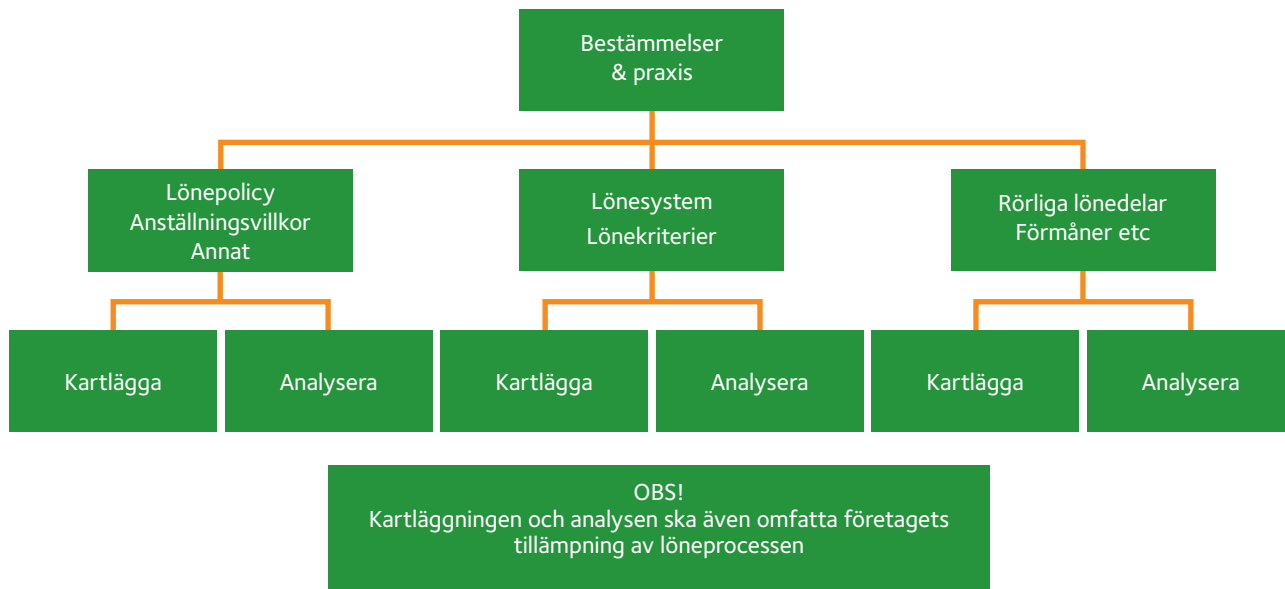 Bestämmelser
& praxis
Lönepolicy
Anställningsvillkor
Annat
Lönesystem
Lönekriterier
Rörliga lönedelar
Förmåner etc
Kartlägga
Analysera
Kartlägga
Analysera
Kartlägga
Analysera
OBS!
Kartläggningen och analysen ska även omfatta företagets
tillämpning av löneprocessen